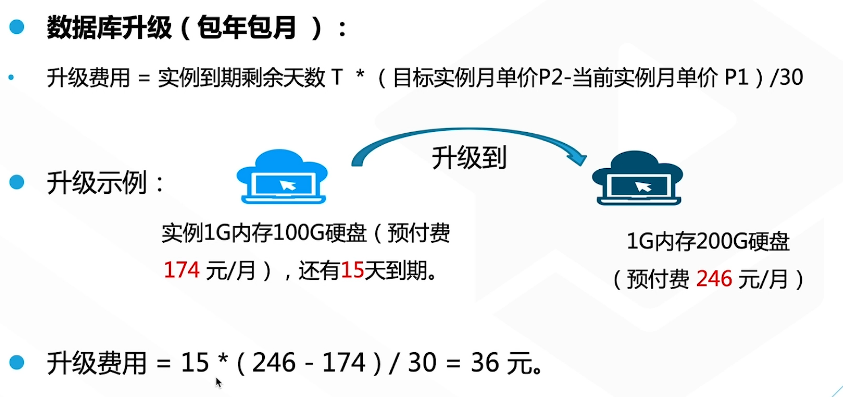 数据库升级（包年包月 ）：
升级费用 = 实例到期剩余天数 T * （目标实例月单价P2-当前实例月单价 P1）/30
升级到
升级示例：
实例1G内存100G硬盘（预付费
174 元/月），还有15天到期。
1G内存200G硬盘
（预付费 246 元/月）
升级费用 = 15 * ( 246 - 174 ) / 30 = 36 元。